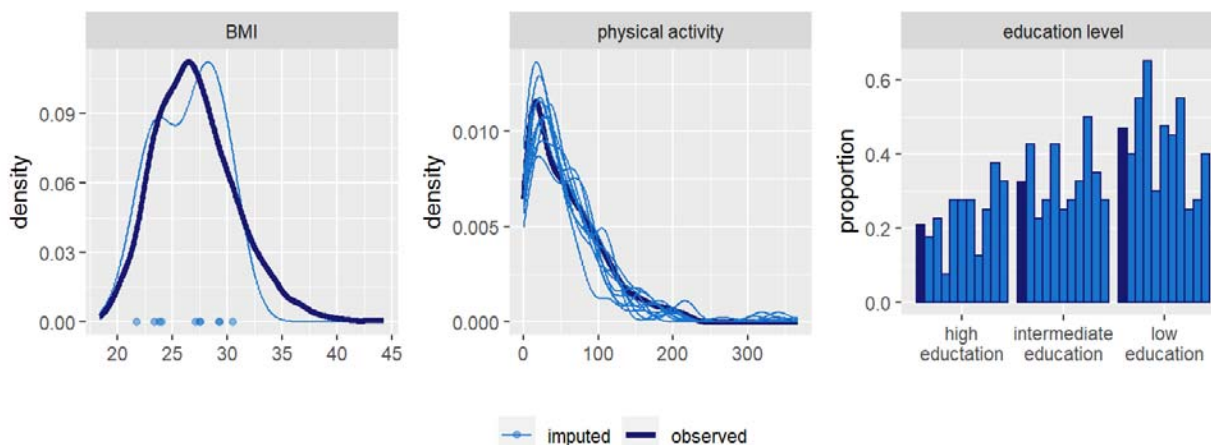 BMI
density
0.09
0.06
0.03
0.00
20 25 30 35 40 45
physical activity
density
0.010
0.005
0.000
0 100 200 300
education level
proportion
0.6
0.4
0.2
0.0
high
eductation
intermediate
education
low
education
imputed observed